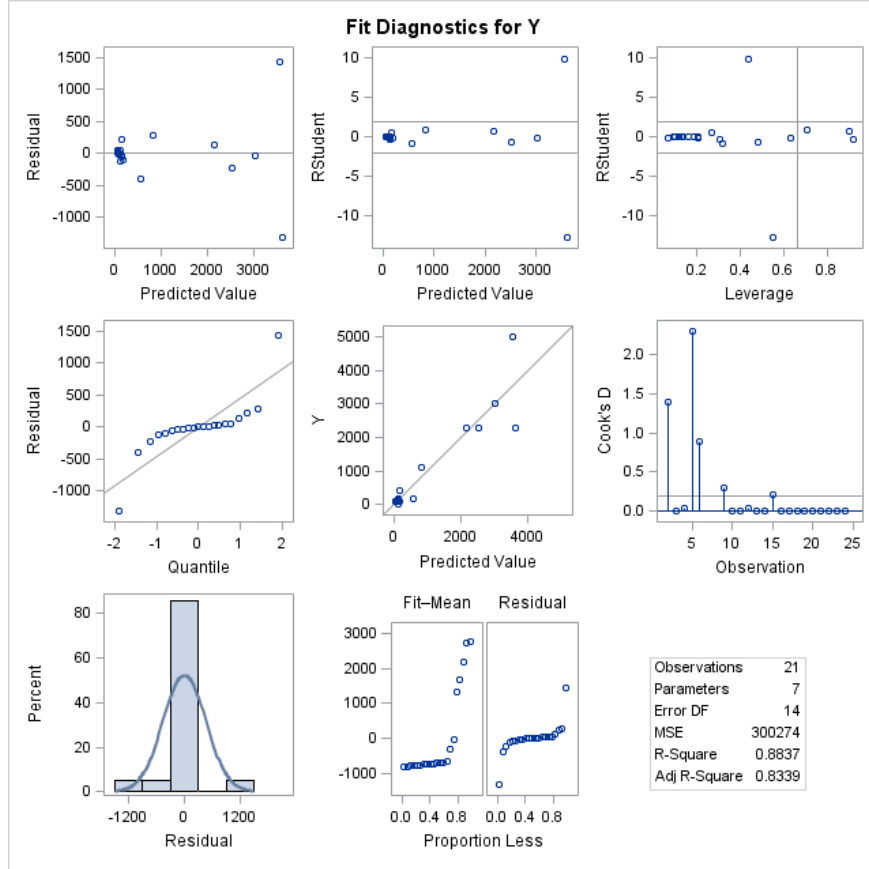 Fit Diagnostics for Y
1500
1000
500
0
-500
-1000
Residual
0 1000 2000 3000
Predicted Value
10
5
0
-5
-10
RStudent
0 1000 2000 3000
Predicted Value
10
5
0
-5
-10
RStudent
0.2 0.4 0.6 0.8
Leverage
1500
1000
500
0
-500
-1000
Residual
-2 -1 0 1 2
Quantile
5000
4000
3000
2000
1000
0
Y
0 2000 4000
Predicted Value
2.0
1.5
1.0
0.5
0.0
Cook's D
5 10 15 20 25
Observation
80
60
40
20
0
Percent
-1200 0 1200
Residual
Fit–Mean Residual
3000
2000
1000
0
-1000
0.0 0.4 0.8 0.0 0.4 0.8
Proportion Less
Observations 21
Parameters 7
Error DF 14
MSE 300274
R-Square 0.8837
Adj R-Square 0.8339